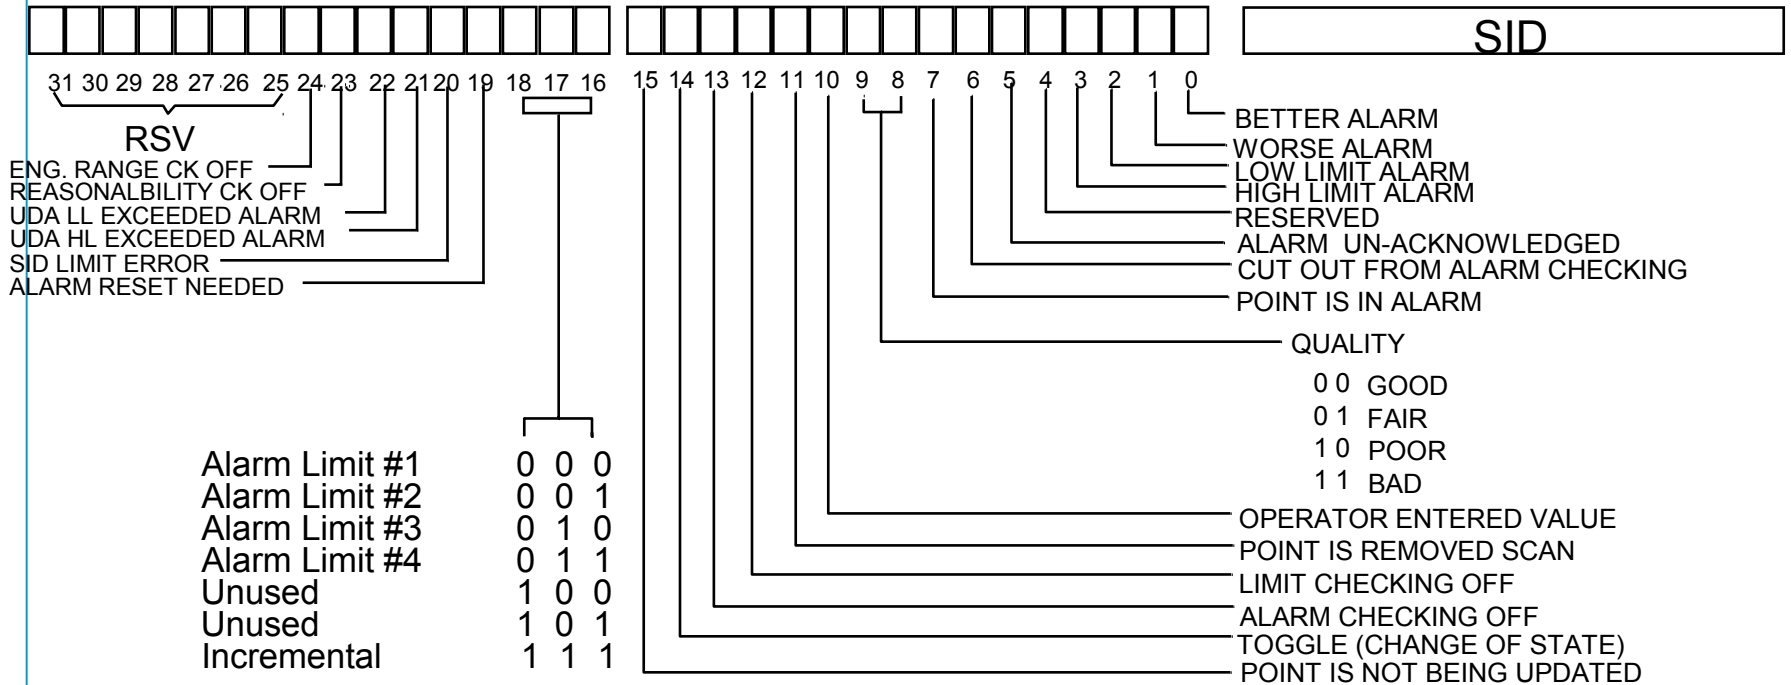 SID
31 30 29 28 27 26 25 24 23 22 21 20 19 18 17 16 15 14 13 12 11 10 9 8 7 6 5 4 3 2 1 0
RSV
ENG. RANGE CK OFF
REASONALBILITY CK OFF
UDA LL EXCEEDED ALARM
UDA HL EXCEEDED ALARM
SID LIMIT ERROR
ALARM RESET NEEDED
BETTER ALARM
WORSE ALARM
LOW LIMIT ALARM
HIGH LIMIT ALARM
RESERVED
ALARM UN-ACKNOWLEDGED
CUT OUT FROM ALARM CHECKING
POINT IS IN ALARM
QUALITY
0 0 GOOD
0 1 FAIR
1 0 POOR
1 1 BAD
Alarm Limit #1 0 0 0
Alarm Limit #2 0 0 1
Alarm Limit #3 0 1 0
Alarm Limit #4 0 1 1
Unused 1 0 0
Unused 1 0 1
Incremental 1 1 1
OPERATOR ENTERED VALUE
POINT IS REMOVED SCAN
LIMIT CHECKING OFF
ALARM CHECKING OFF
TOGGLE (CHANGE OF STATE)
POINT IS NOT BEING UPDATED